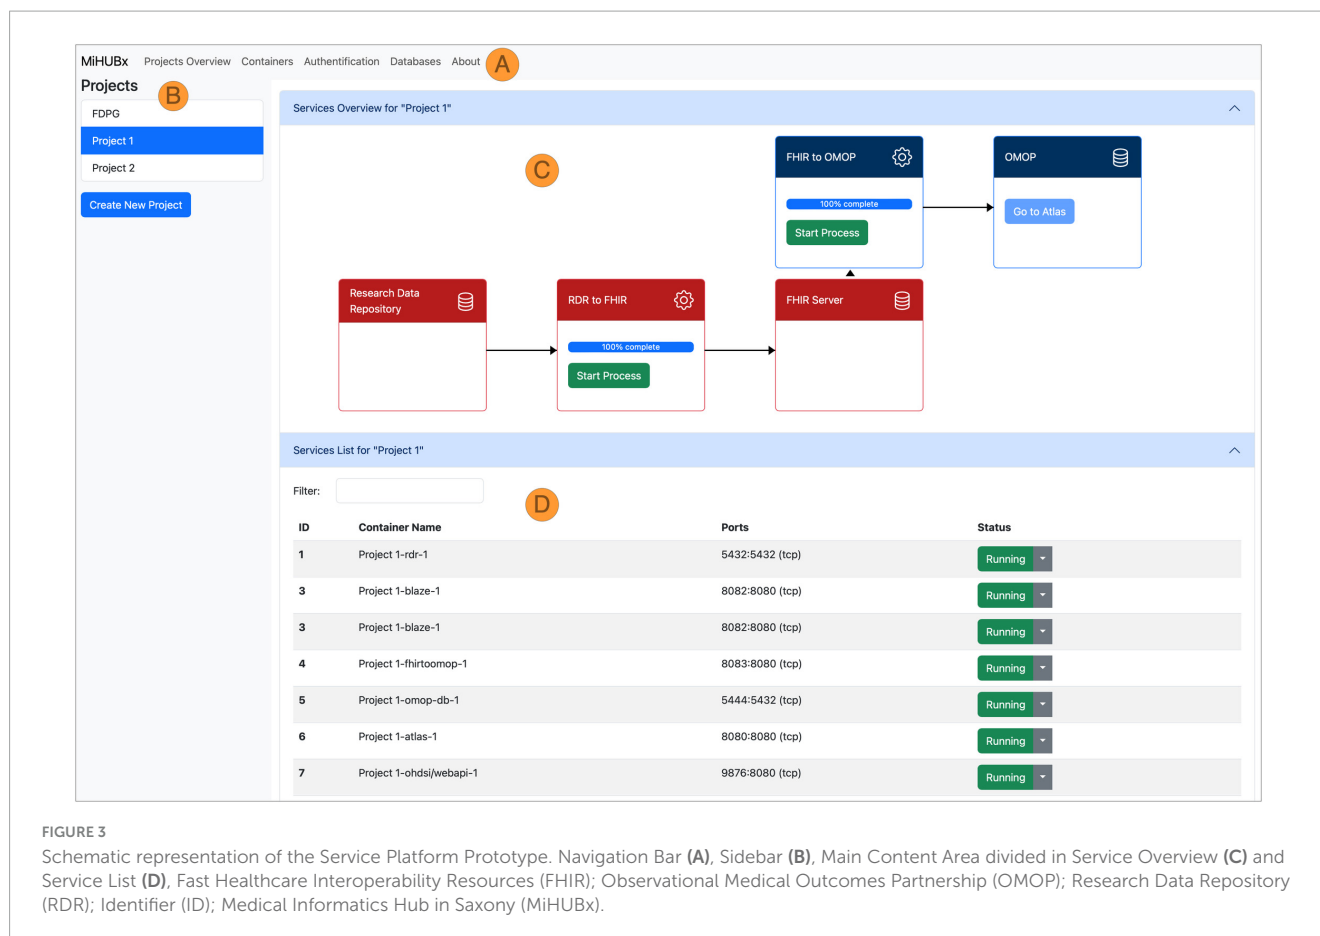 MiHUBx Projects Overview Containers Authentification Databases About A
Projects
B
FDPG
Project 1
Project 2
Create New Project
Services Overview for "Project 1"
C
FHIR to OMOP
100% complete
Start Process
OMOP
Go to Atlas
Research Data
Repository
RDR to FHIR
100% complete
Start Process
FHIR Server
Services List for "Project 1"
Filter:
D
ID Container Name Ports Status
1 Project 1-rdr-1 5432:5432 (tcp) Running
3 Project 1-blaze-1 8082:8080 (tcp) Running
3 Project 1-blaze-1 8082:8080 (tcp) Running
4 Project 1-fhirtoomop-1 8083:8080 (tcp) Running
5 Project 1-omop-db-1 5444:5432 (tcp) Running
6 Project 1-atlas-1 8080:8080 (tcp) Running
7 Project 1-ohdsi/webapi-1 9876:8080 (tcp) Running
FIGURE 3
Schematic representation of the Service Platform Prototype. Navigation Bar (A), Sidebar (B), Main Content Area divided in Service Overview (C) and
Service List (D), Fast Healthcare Interoperability Resources (FHIR); Observational Medical Outcomes Partnership (OMOP); Research Data Repository
(RDR); Identifier (ID); Medical Informatics Hub in Saxony (MiHUBx).